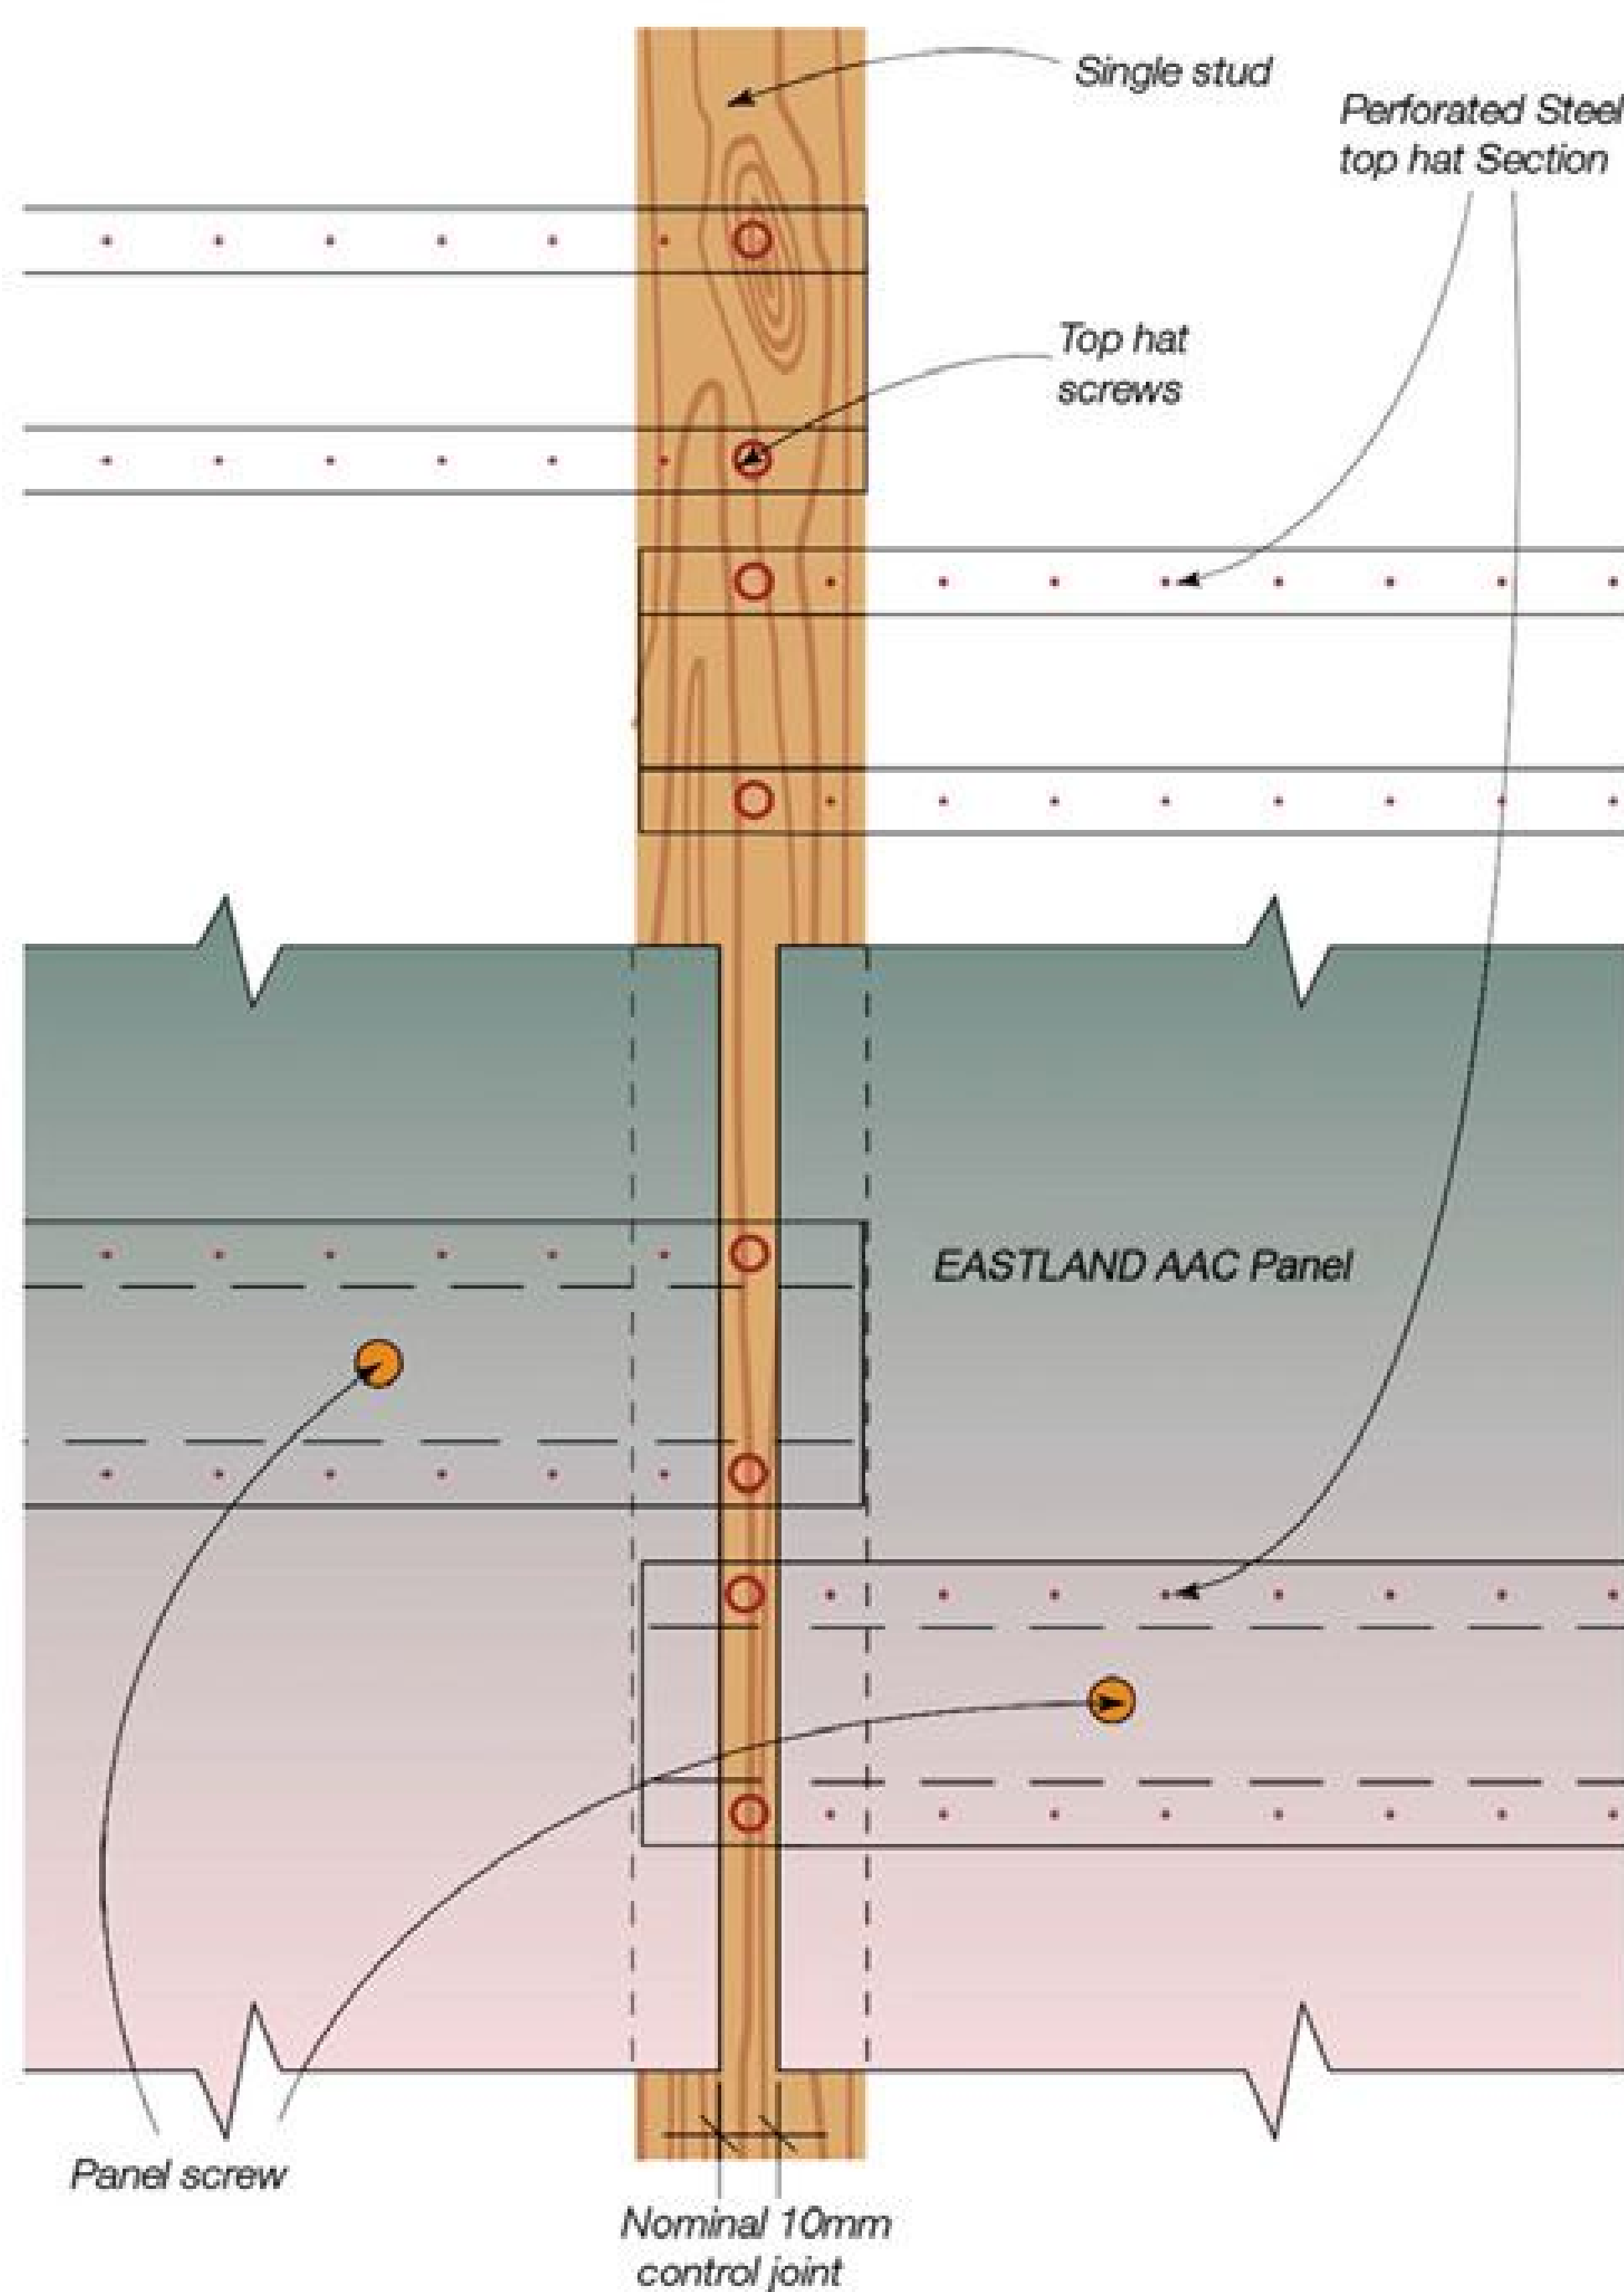 Single stud
Perforated Steel
top hat Section
Top hat
screws
EASTLAND AAC Panel
Panel screw
Nominal 10mm
control joint